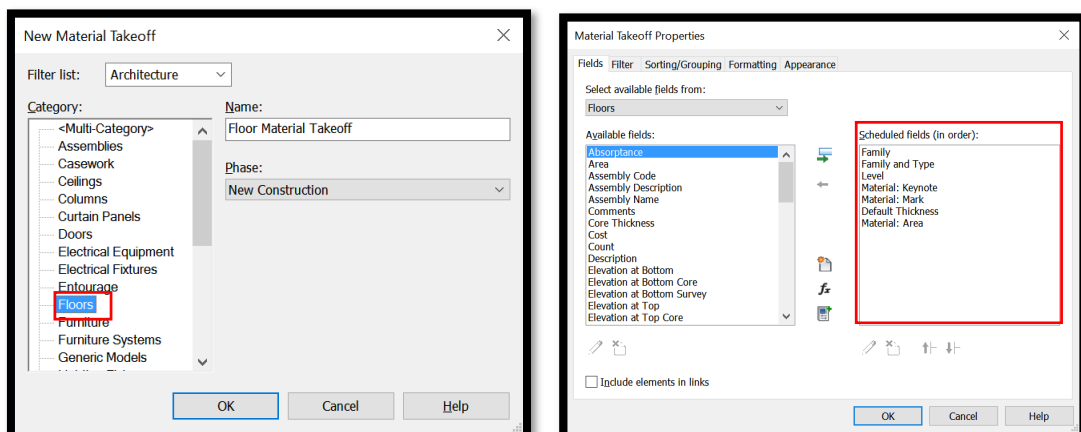 New Material Takeoff
Filter list: Architecture
Category:
<Multi-Category>
Assemblies
Casework
Ceilings
Columns
Curtain Panels
Doors
Electrical Equipment
Electrical Fixtures
Entourage
Floors
Furniture
Furniture Systems
Generic Models
Name:
Floor Material Takeoff
Phase:
New Construction
OK Cancel Help
Material Takeoff Properties
Fields Filter Sorting/Grouping Formatting Appearance
Select available fields from:
Floors
Available fields:
Absorptance
Area
Assembly Code
Assembly Description
Assembly Name
Comments
Core Thickness
Cost
Count
Description
Elevation at Bottom
Elevation at Bottom Core
Elevation at Bottom Survey
Elevation at Top
Elevation at Top Core
fx
Scheduled fields (in order):
Family
Family and Type
Level
Material: Keynote
Material: Mark
Default Thickness
Material: Area
Include elements in links
OK Cancel Help